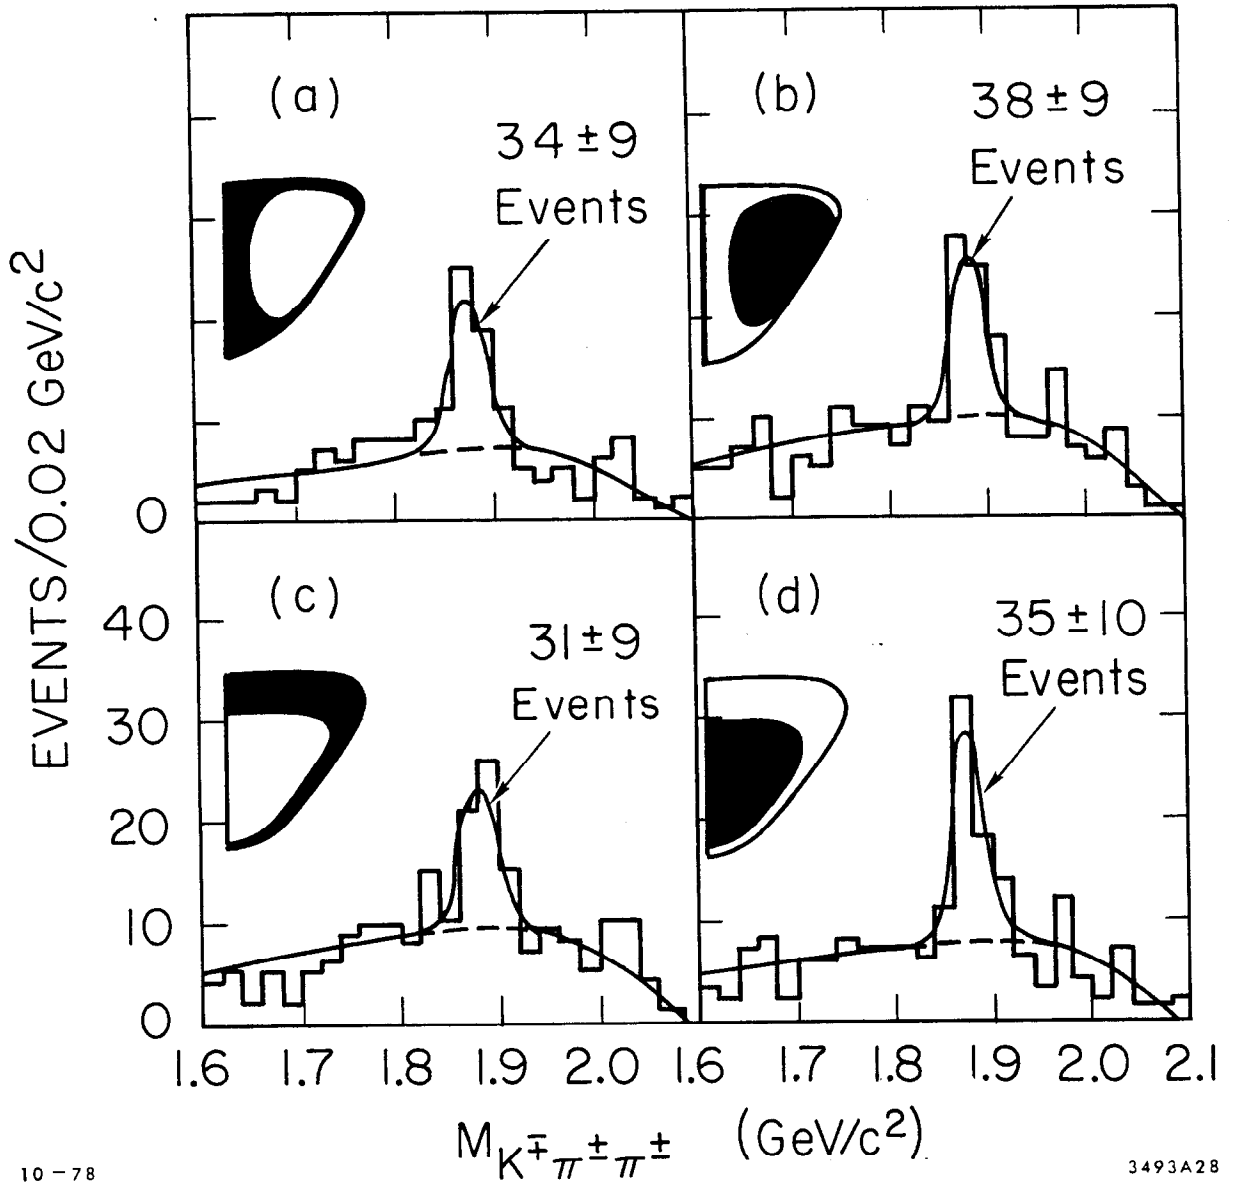 (a)
34 ± 9
Events
(b)
38 ± 9
Events
EVENTS/0.02 GeV/c²
0
(c)
31 ± 9
Events
(d)
35 ± 10
Events
40
30
20
10
0
1.6 1.7 1.8 1.9 2.0 1.6 1.7 1.8 1.9 2.0 2.1
M_K∓π±π± (GeV/c²)
10 - 78
3493A28